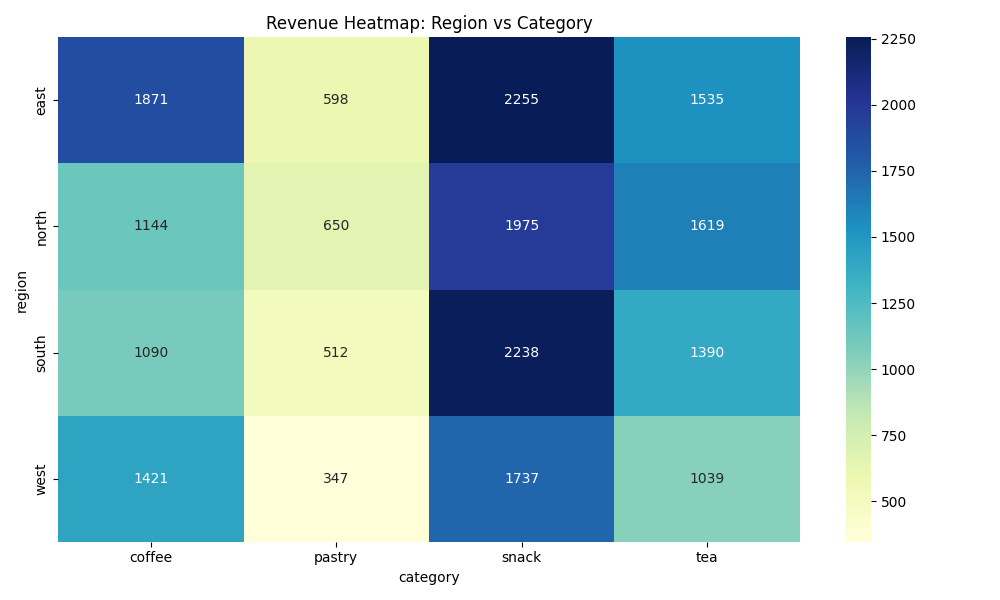 Revenue Heatmap: Region vs Category
2250
east 1871 598 2255 1535
2000
1750
north 1144 650 1975 1619
1500
region
1250
south 1090 512 2238 1390
1000
750
west 1421 347 1737 1039
500
coffee pastry snack tea
category